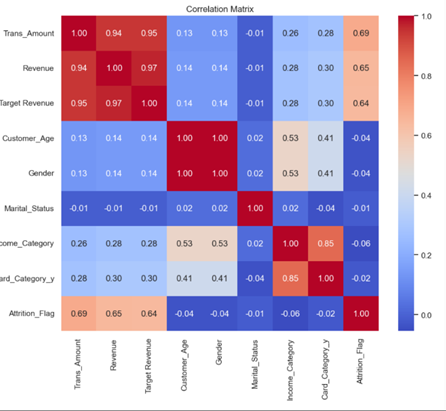 Correlation Matrix
Trans_Amount 1.00 0.94 0.95 0.13 0.13 -0.01 0.26 0.28 0.69
Revenue 0.94 1.00 0.97 0.14 0.14 -0.01 0.28 0.30 0.65
Target Revenue 0.95 0.97 1.00 0.14 0.14 -0.01 0.28 0.30 0.64
Customer_Age 0.13 0.14 0.14 1.00 1.00 0.02 0.53 0.41 -0.04
Gender 0.13 0.14 0.14 1.00 1.00 0.02 0.53 0.41 -0.04
Marital_Status -0.01 -0.01 -0.01 0.02 0.02 1.00 0.02 -0.04 -0.01
ome_Category 0.26 0.28 0.28 0.53 0.53 0.02 1.00 0.85 -0.06
ard_Category_y 0.28 0.30 0.30 0.41 0.41 -0.04 0.85 1.00 -0.02
Attrition_Flag 0.69 0.65 0.64 -0.04 -0.04 -0.01 -0.06 -0.02 1.00
Trans_Amount
Revenue
Target Revenue
Customer_Age
Gender
Marital_Status
Income_Category
Card_Category_y
Attrition_Flag
1.0
0.8
0.6
0.4
0.2
0.0